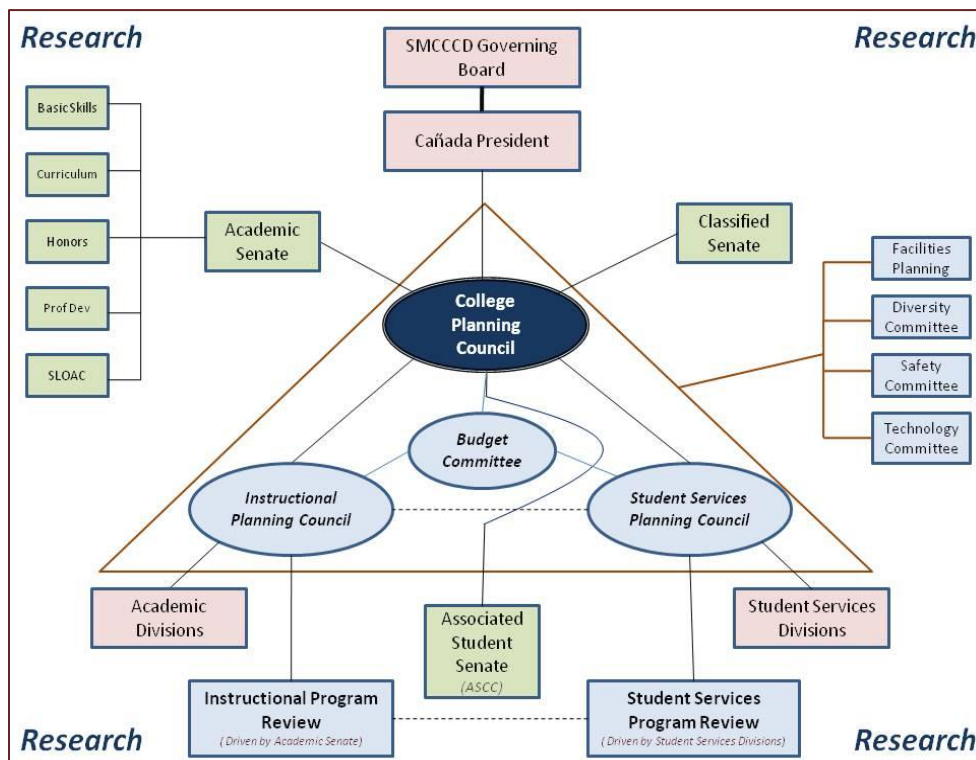 Research
Research
SMCCCD Governing
Board
Cañada President
Basic Skills
Curriculum
Honors
Prof Dev
SLOAC
Academic
Senate
Classified
Senate
College
Planning
Council
Facilities
Planning
Diversity
Committee
Safety
Committee
Technology
Committee
Budget
Committee
Instructional
Planning Council
Student Services
Planning Council
Academic
Divisions
Associated
Student
Senate
(ASCC)
Student Services
Divisions
Instructional Program
Review
( Driven by Academic Senate)
Student Services
Program Review
( Driven by Student Services Divisions)
Research
Research